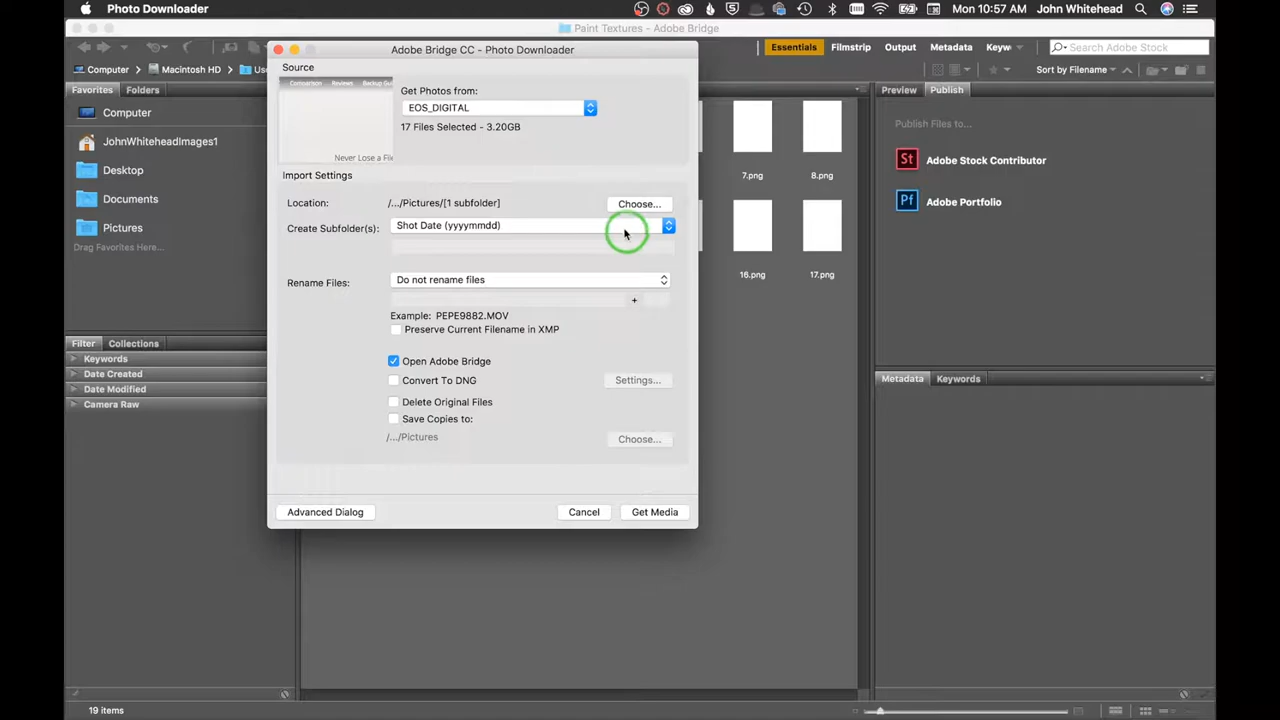 Photo Downloader
Mon 10:57 AM John Whitehead
Paint Textures - Adobe Bridge
Essentials Filmstrip Output Metadata Keyw
Search Adobe Stock
Computer Macintosh HD
Sort by Filename
Favorites Folders
Computer
JohnWhiteheadImages1
Desktop
Documents
Pictures
Drag Favorites Here...
Filter Collections
Keywords
Date Created
Date Modified
Camera Raw
19 items
Adobe Bridge CC - Photo Downloader
Source
Comparison Reviews
Never Lose a File
Get Photos from:
EOS_DIGITAL
17 Files Selected - 3.20GB
Import Settings
Location: /.../Pictures/[1 subfolder] Choose...
Create Subfolder(s): Shot Date (yyyymmdd)
Rename Files: Do not rename files
+
Example: PEPE9882.MOV
Preserve Current Filename in XMP
Open Adobe Bridge
Convert To DNG Settings...
Delete Original Files
Save Copies to:
/.../Pictures Choose...
Advanced Dialog Cancel Get Media
7.png 8.png
16.png 17.png
Preview Publish
Publish Files to...
St Adobe Stock Contributor
Pf Adobe Portfolio
Metadata Keywords